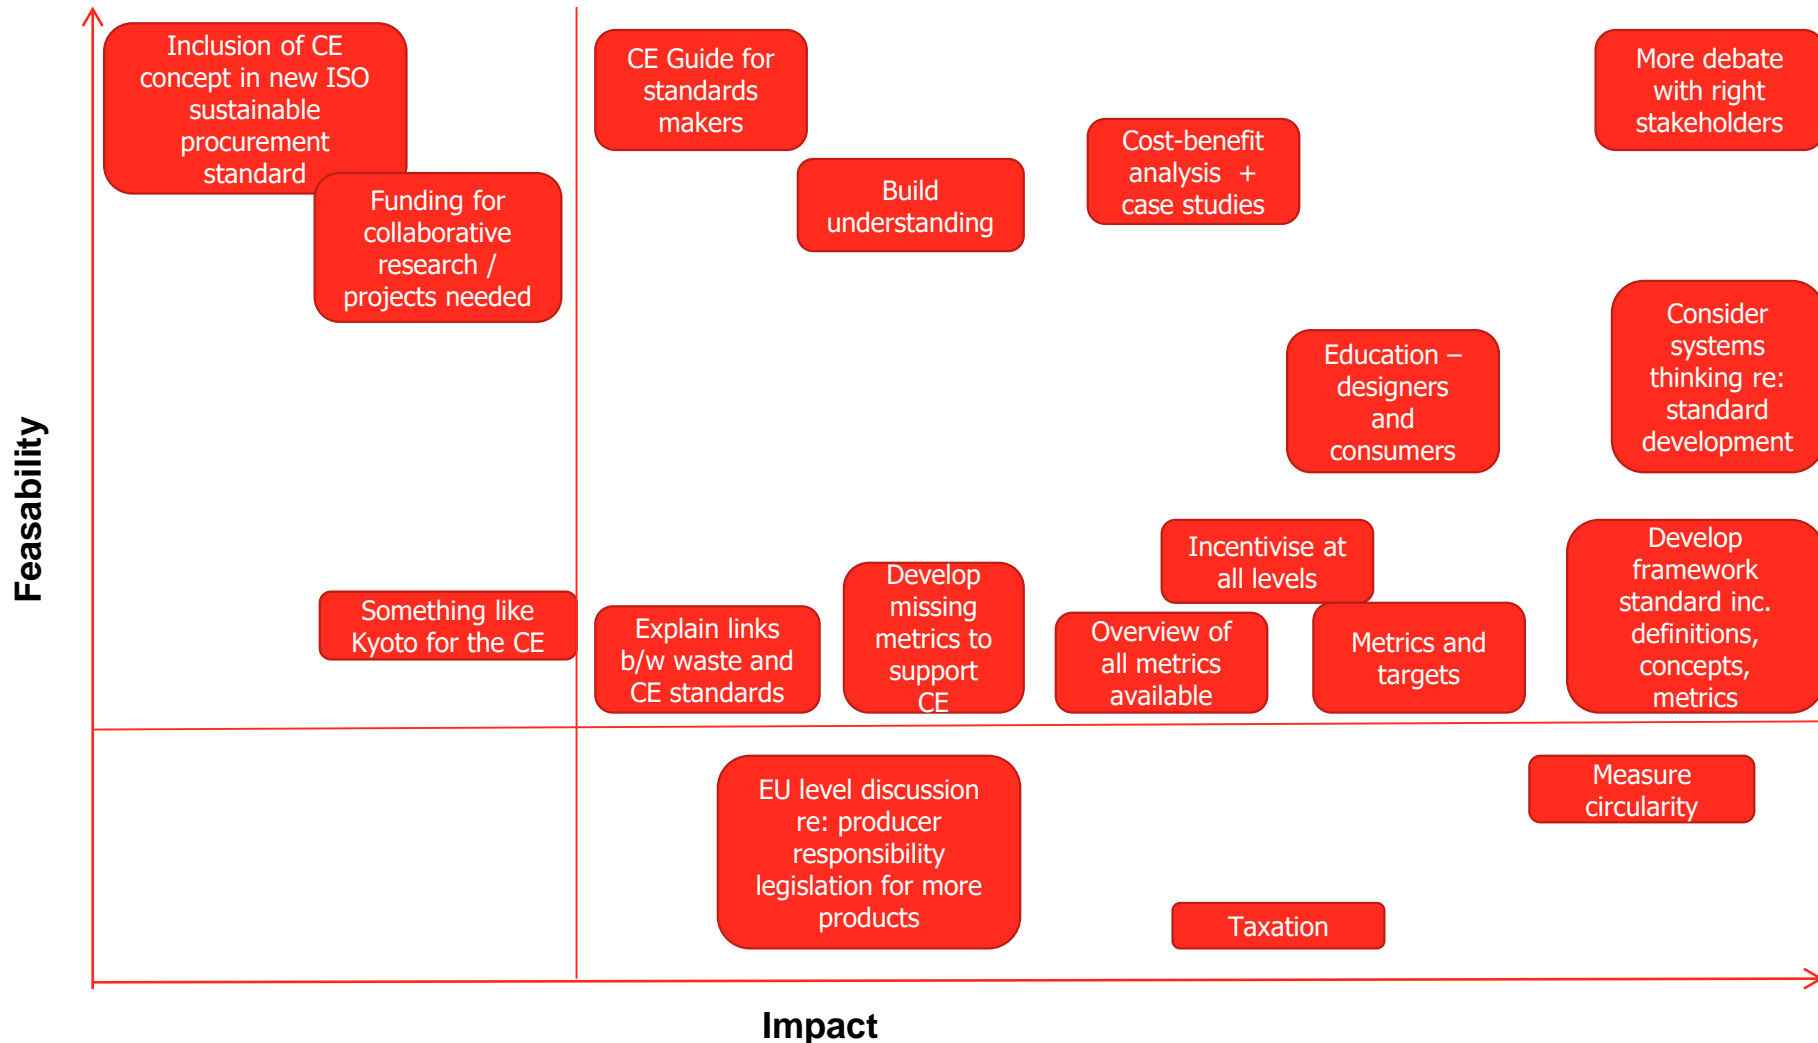 Inclusion of CE
concept in new ISO
sustainable
procurement
standard
Funding for
collaborative
research /
projects needed
CE Guide for
standards
makers
Build
understanding
Cost-benefit
analysis +
case studies
More debate
with right
stakeholders
Education –
designers
and
consumers
Consider
systems
thinking re:
standard
development
Feasability
Something like
Kyoto for the CE
Explain links
b/w waste and
CE standards
Develop
missing
metrics to
support
CE
Overview of
all metrics
available
Incentivise at
all levels
Metrics and
targets
Develop
framework
standard inc.
definitions,
concepts,
metrics
EU level discussion
re: producer
responsibility
legislation for more
products
Measure
circularity
Taxation
Impact